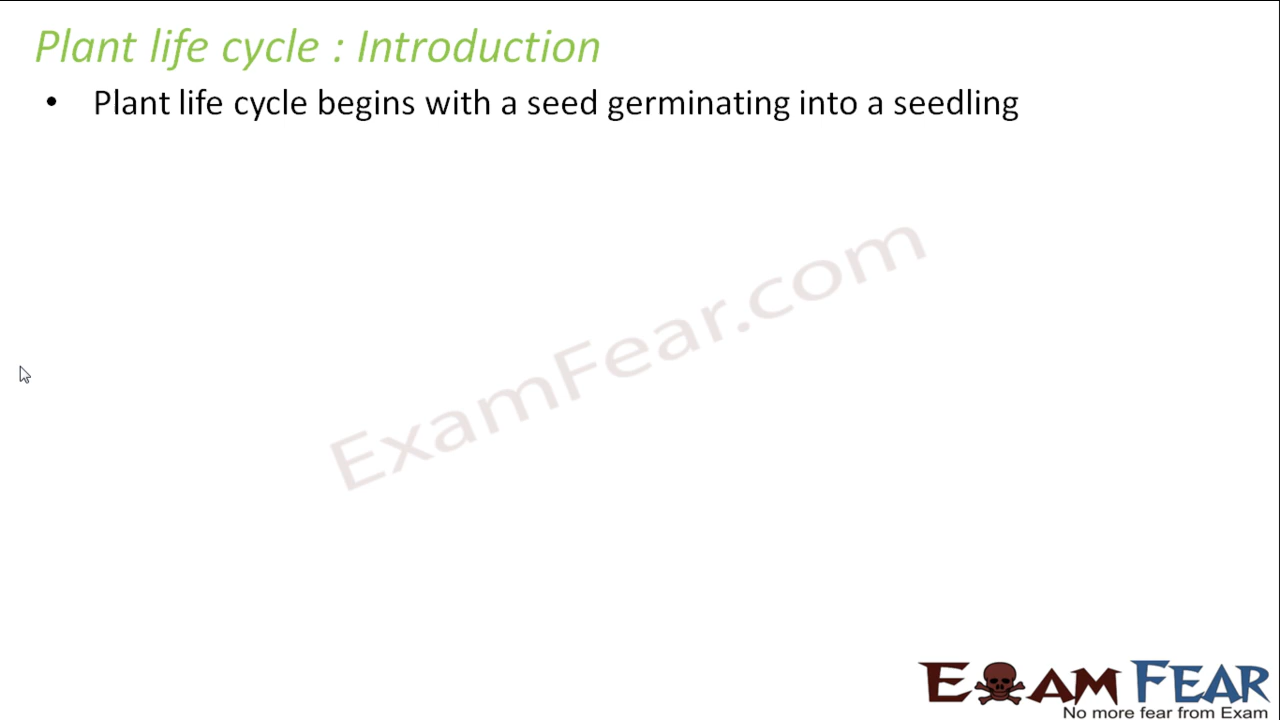 Plant life cycle : Introduction
• Plant life cycle begins with a seed germinating into a seedling
ExamFear.com
EXAM FEAR
No more fear from Exam